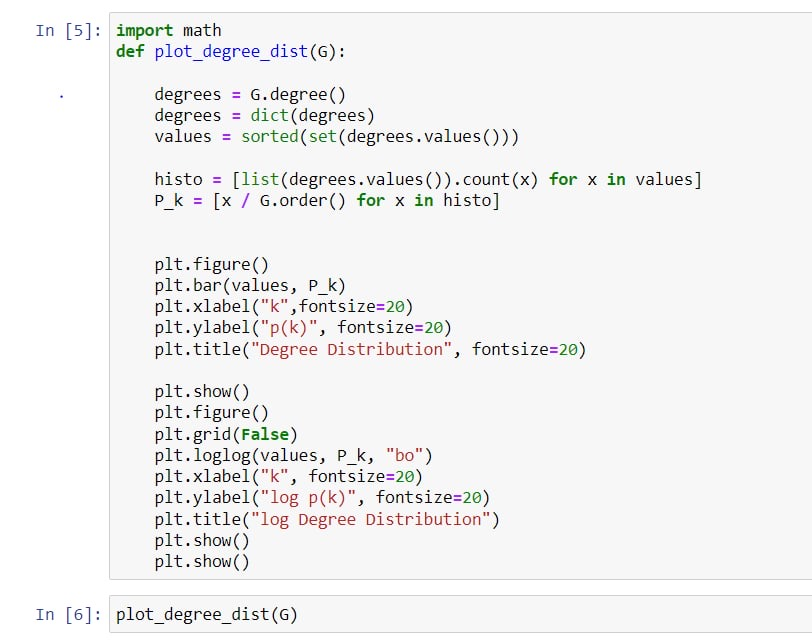 In [5]: import math
def plot_degree_dist(G):
    degrees = G.degree()
    degrees = dict(degrees)
    values = sorted(set(degrees.values()))
    histo = [list(degrees.values()).count(x) for x in values]
    P_k = [x / G.order() for x in histo]
    plt.figure()
    plt.bar(values, P_k)
    plt.xlabel("k",fontsize=20)
    plt.ylabel("p(k)", fontsize=20)
    plt.title("Degree Distribution", fontsize=20)
    plt.show()
    plt.figure()
    plt.grid(False)
    plt.loglog(values, P_k, "bo")
    plt.xlabel("k", fontsize=20)
    plt.ylabel("log p(k)", fontsize=20)
    plt.title("log Degree Distribution")
    plt.show()
    plt.show()
In [6]: plot_degree_dist(G)